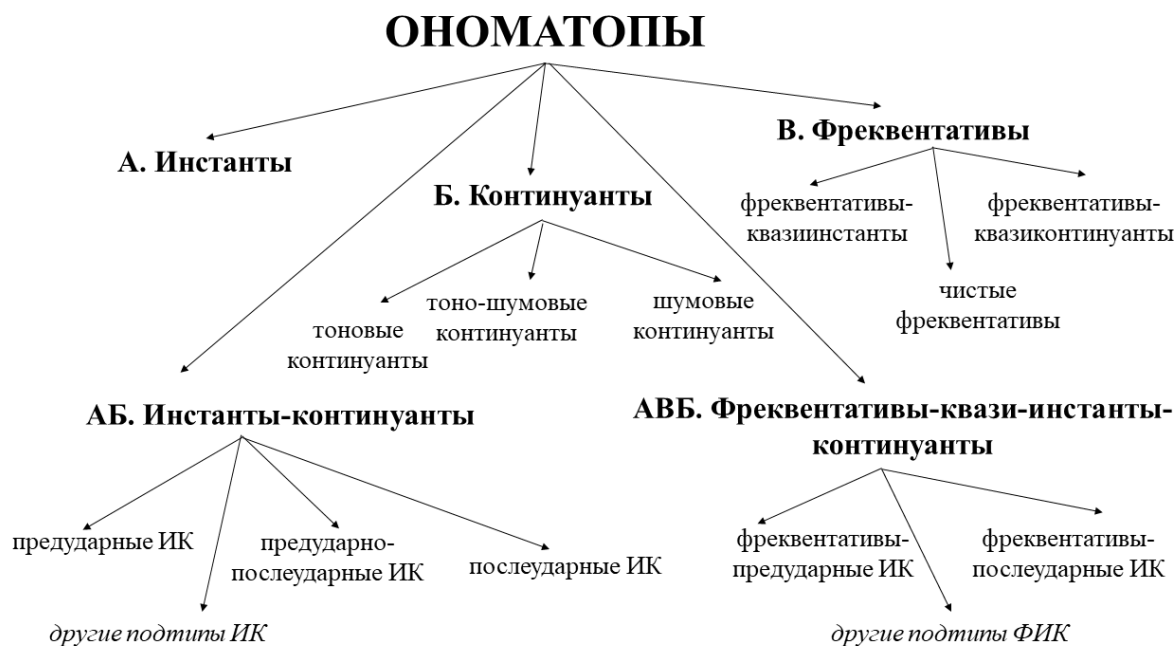 ОНОМАТОПЫ
А. Инстанты
В. Фреквентативы
Б. Континуанты
фреквентативы-
квазиинстанты
фреквентативы-
квазиконтинуанты
чистые
фреквентативы
тоновые
континуанты
тоно-шумовые
континуанты
шумовые
континуанты
АБ. Инстанты-континуанты
АВБ. Фреквентативы-квази-инстанты-
континуанты
предударные ИК
предударно-
послеударные ИК
послеударные ИК
другие подтипы ИК
фреквентативы-
предударные ИК
фреквентативы-
послеударные ИК
другие подтипы ФИК